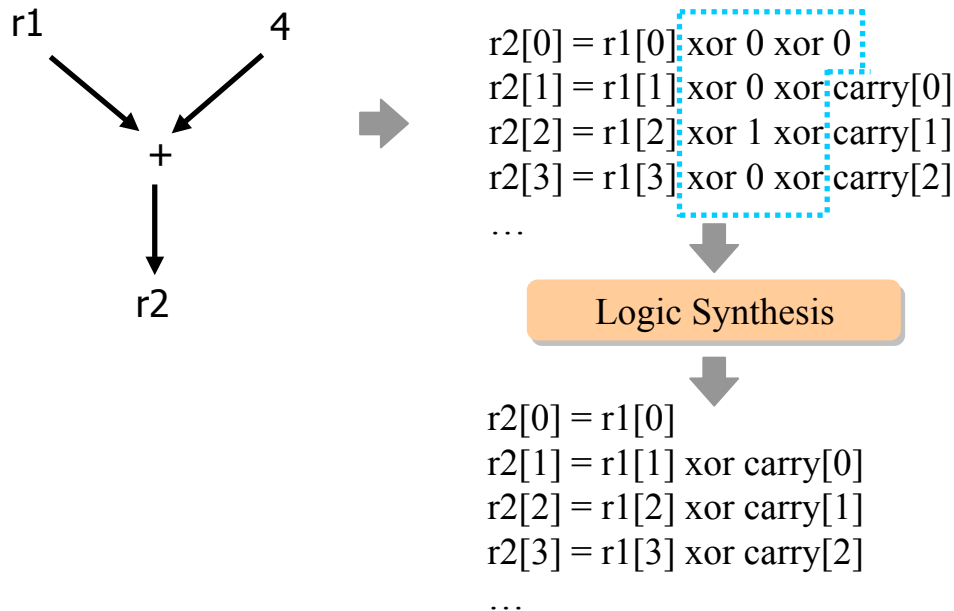 r1
4
+
r2
r2[0] = r1[0] xor 0 xor 0
r2[1] = r1[1] xor 0 xor carry[0]
r2[2] = r1[2] xor 1 xor carry[1]
r2[3] = r1[3] xor 0 xor carry[2]
…
Logic Synthesis
r2[0] = r1[0]
r2[1] = r1[1] xor carry[0]
r2[2] = r1[2] xor carry[1]
r2[3] = r1[3] xor carry[2]
…